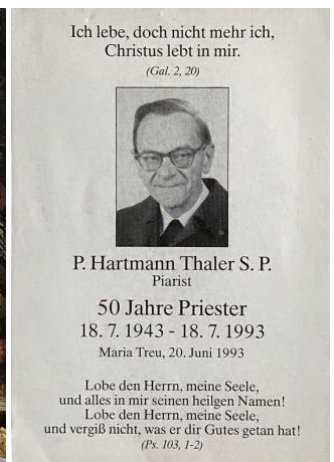 Ich lebe, doch nicht mehr ich,
Christus lebt in mir.
(Gal. 2, 20)
P. Hartmann Thaler S. P.
Piarist
50 Jahre Priester
18. 7. 1943 - 18. 7. 1993
Maria Treu, 20. Juni 1993
Lobe den Herrn, meine Seele,
und alles in mir seinen heilgen Namen!
Lobe den Herrn, meine Seele,
und vergiß nicht, was er dir Gutes getan hat!
(Ps. 103, 1-2)